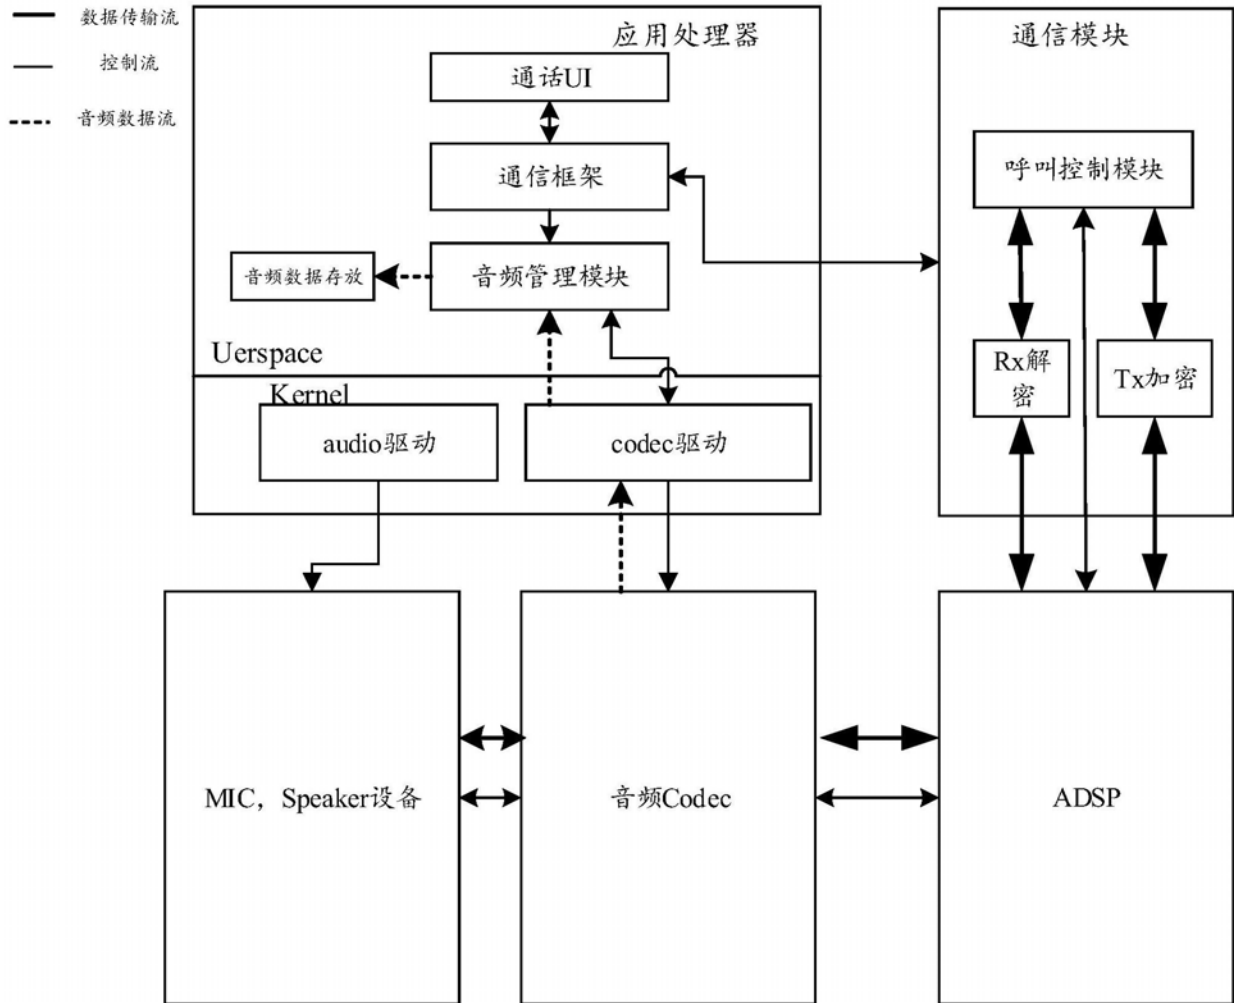 数据传输流
控制流
音频数据流
应用处理器
通话UI
通信框架
音频管理模块
音频数据存放
Uerspace
Kernel
audio驱动
codec驱动
通信模块
呼叫控制模块
Rx解
密
Tx加密
MIC，Speaker设备
音频Codec
ADSP